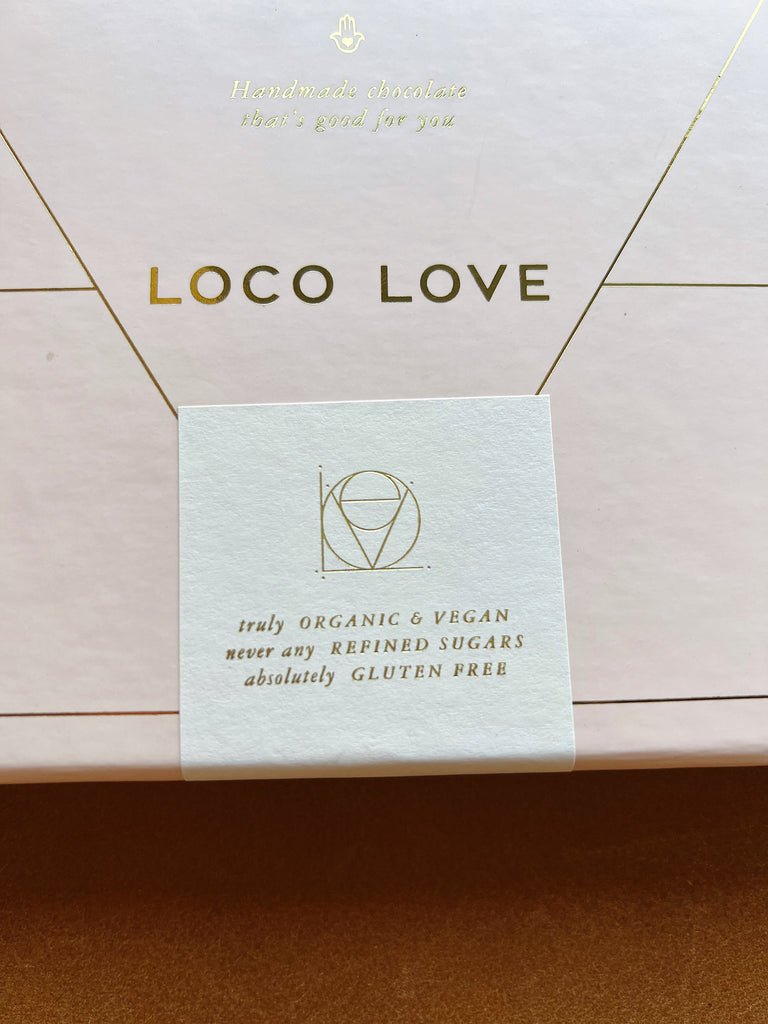 Handmade chocolate
that's good for you
LOCO LOVE
truly ORGANIC & VEGAN
never any REFINED SUGARS
absolutely GLUTEN FREE